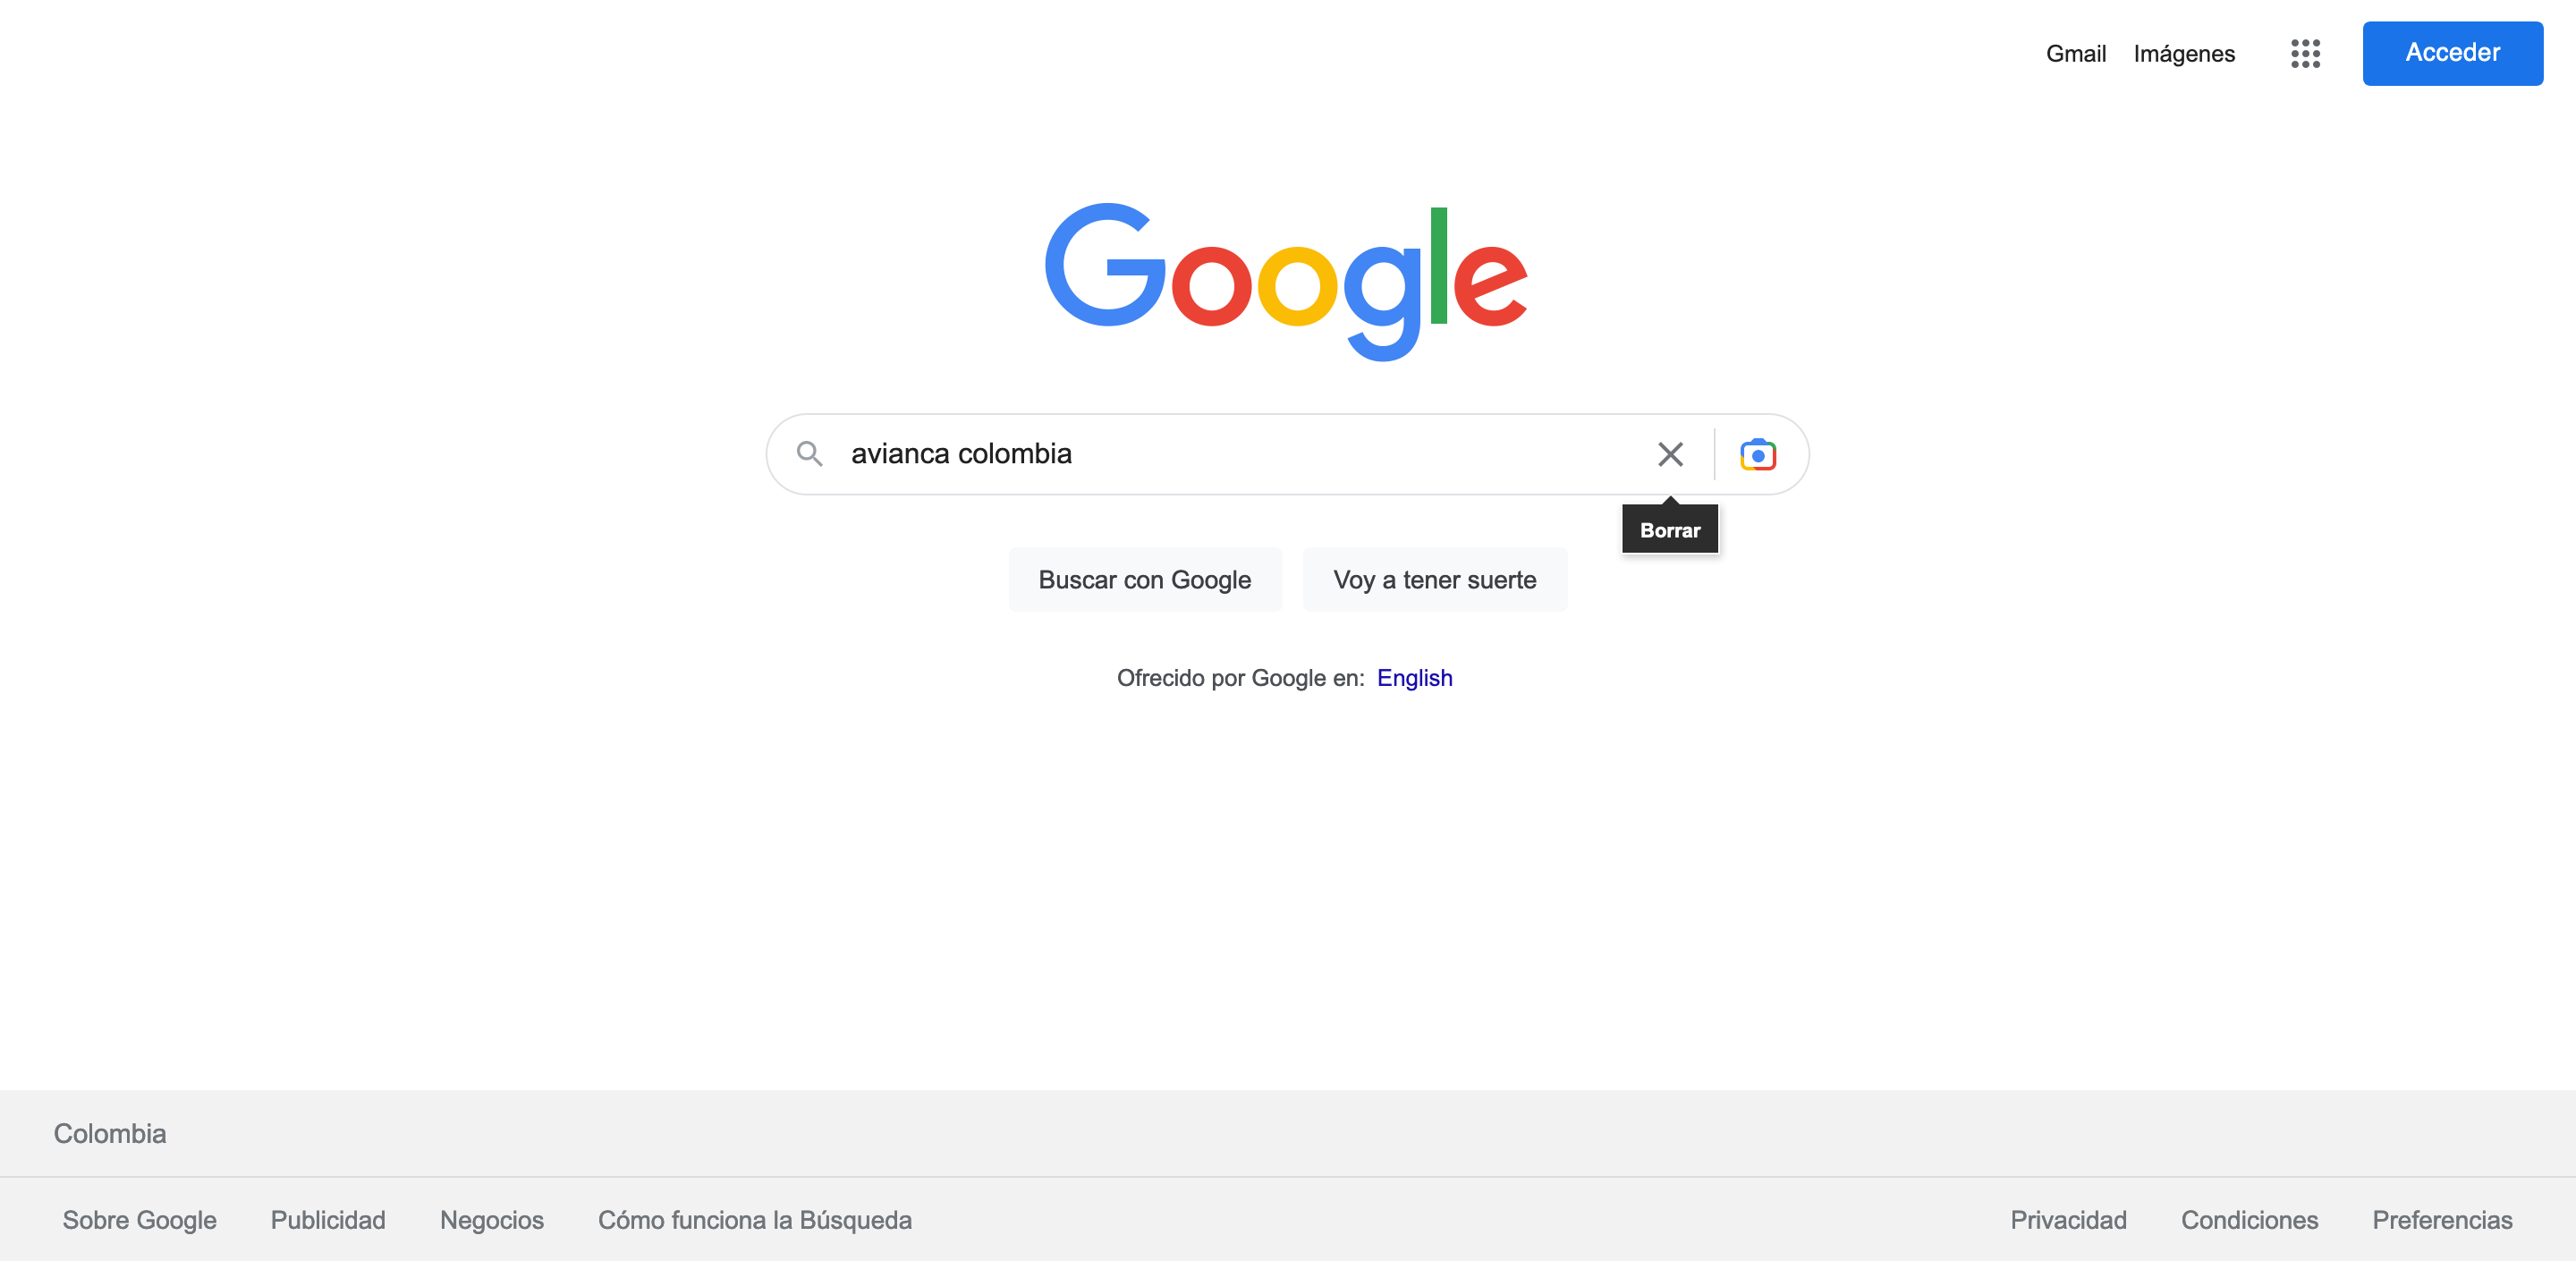 Gmail Imágenes Acceder
Google
avianca colombia
Borrar
Buscar con Google Voy a tener suerte
Ofrecido por Google en: English
Colombia
Sobre Google Publicidad Negocios Cómo funciona la Búsqueda Privacidad Condiciones Preferencias